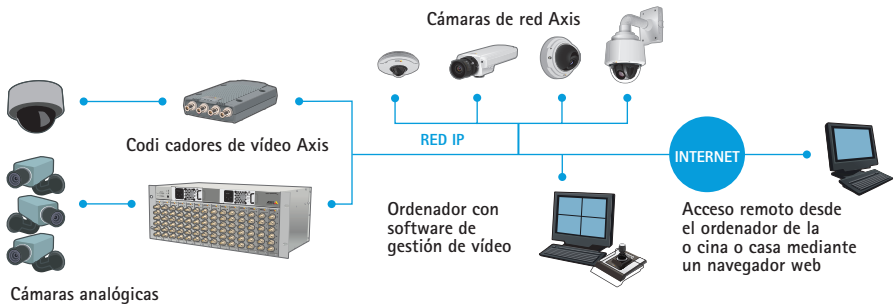 Cámaras de red Axis
Codi cadores de vídeo Axis
RED IP
INTERNET
Ordenador con
software de
gestión de vídeo
Acceso remoto desde
el ordenador de la
o cina o casa mediante
un navegador web
Cámaras analógicas